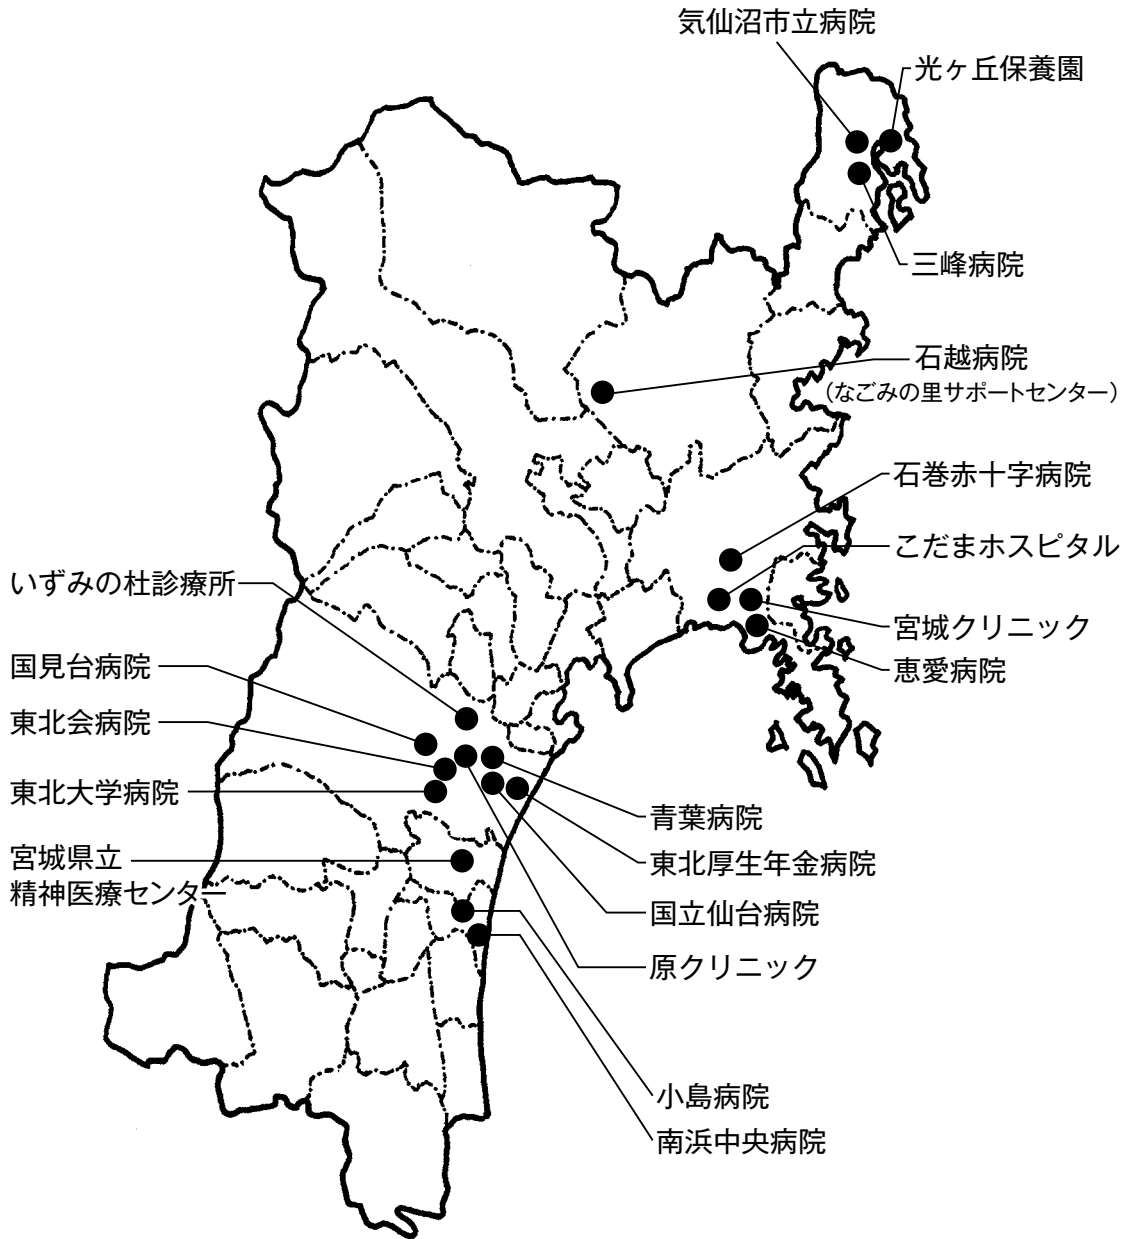 気仙沼市立病院
光ヶ丘保養園
三峰病院
石越病院
（なごみの里サポートセンター）
石巻赤十字病院
こだまホスピタル
宮城クリニック
恵愛病院
いずみの杜診療所
国見台病院
東北会病院
東北大学病院
宮城県立
精神医療センター
青葉病院
東北厚生年金病院
国立仙台病院
原クリニック
小島病院
南浜中央病院